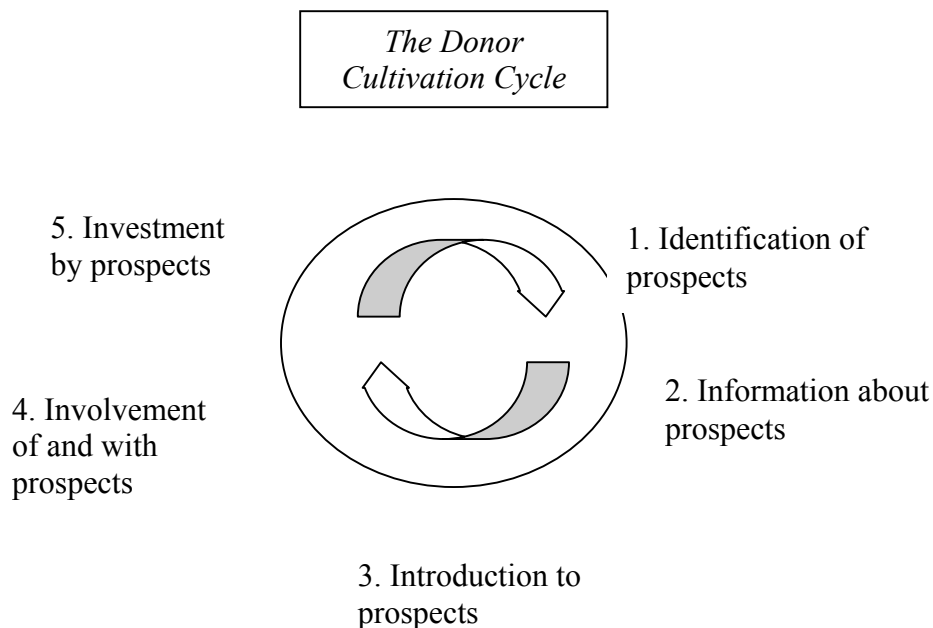 The Donor
Cultivation Cycle
1. Identification of
prospects
2. Information about
prospects
3. Introduction to
prospects
4. Involvement
of and with
prospects
5. Investment
by prospects